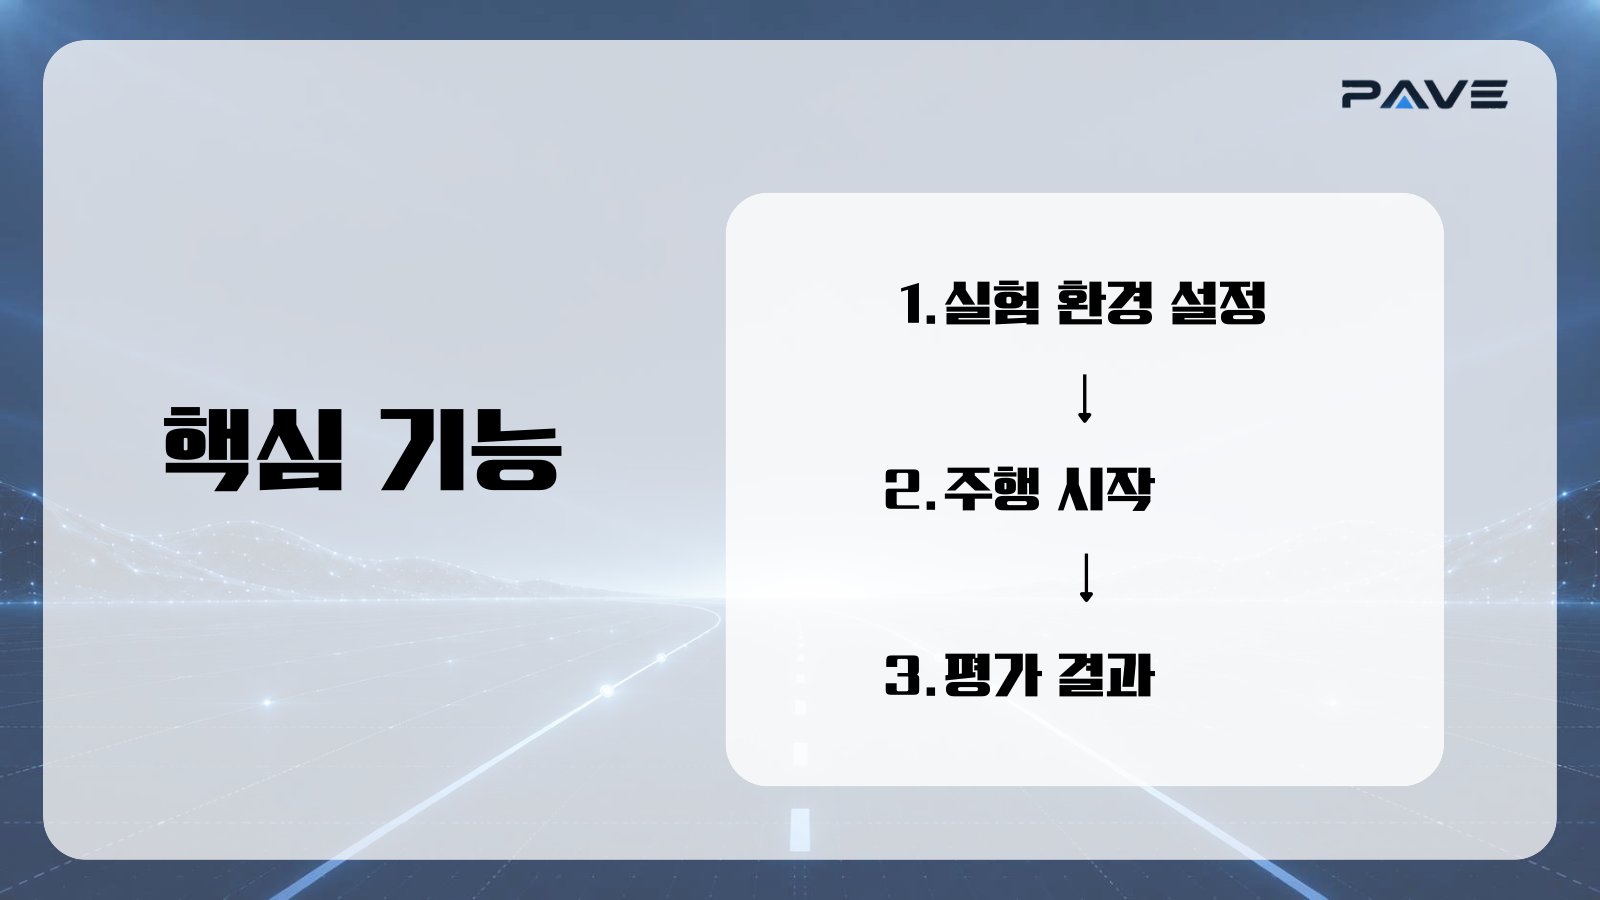 PAVE
핵심 기능
1. 실험 환경 설정
↓
2. 주행 시작
↓
3. 평가 결과